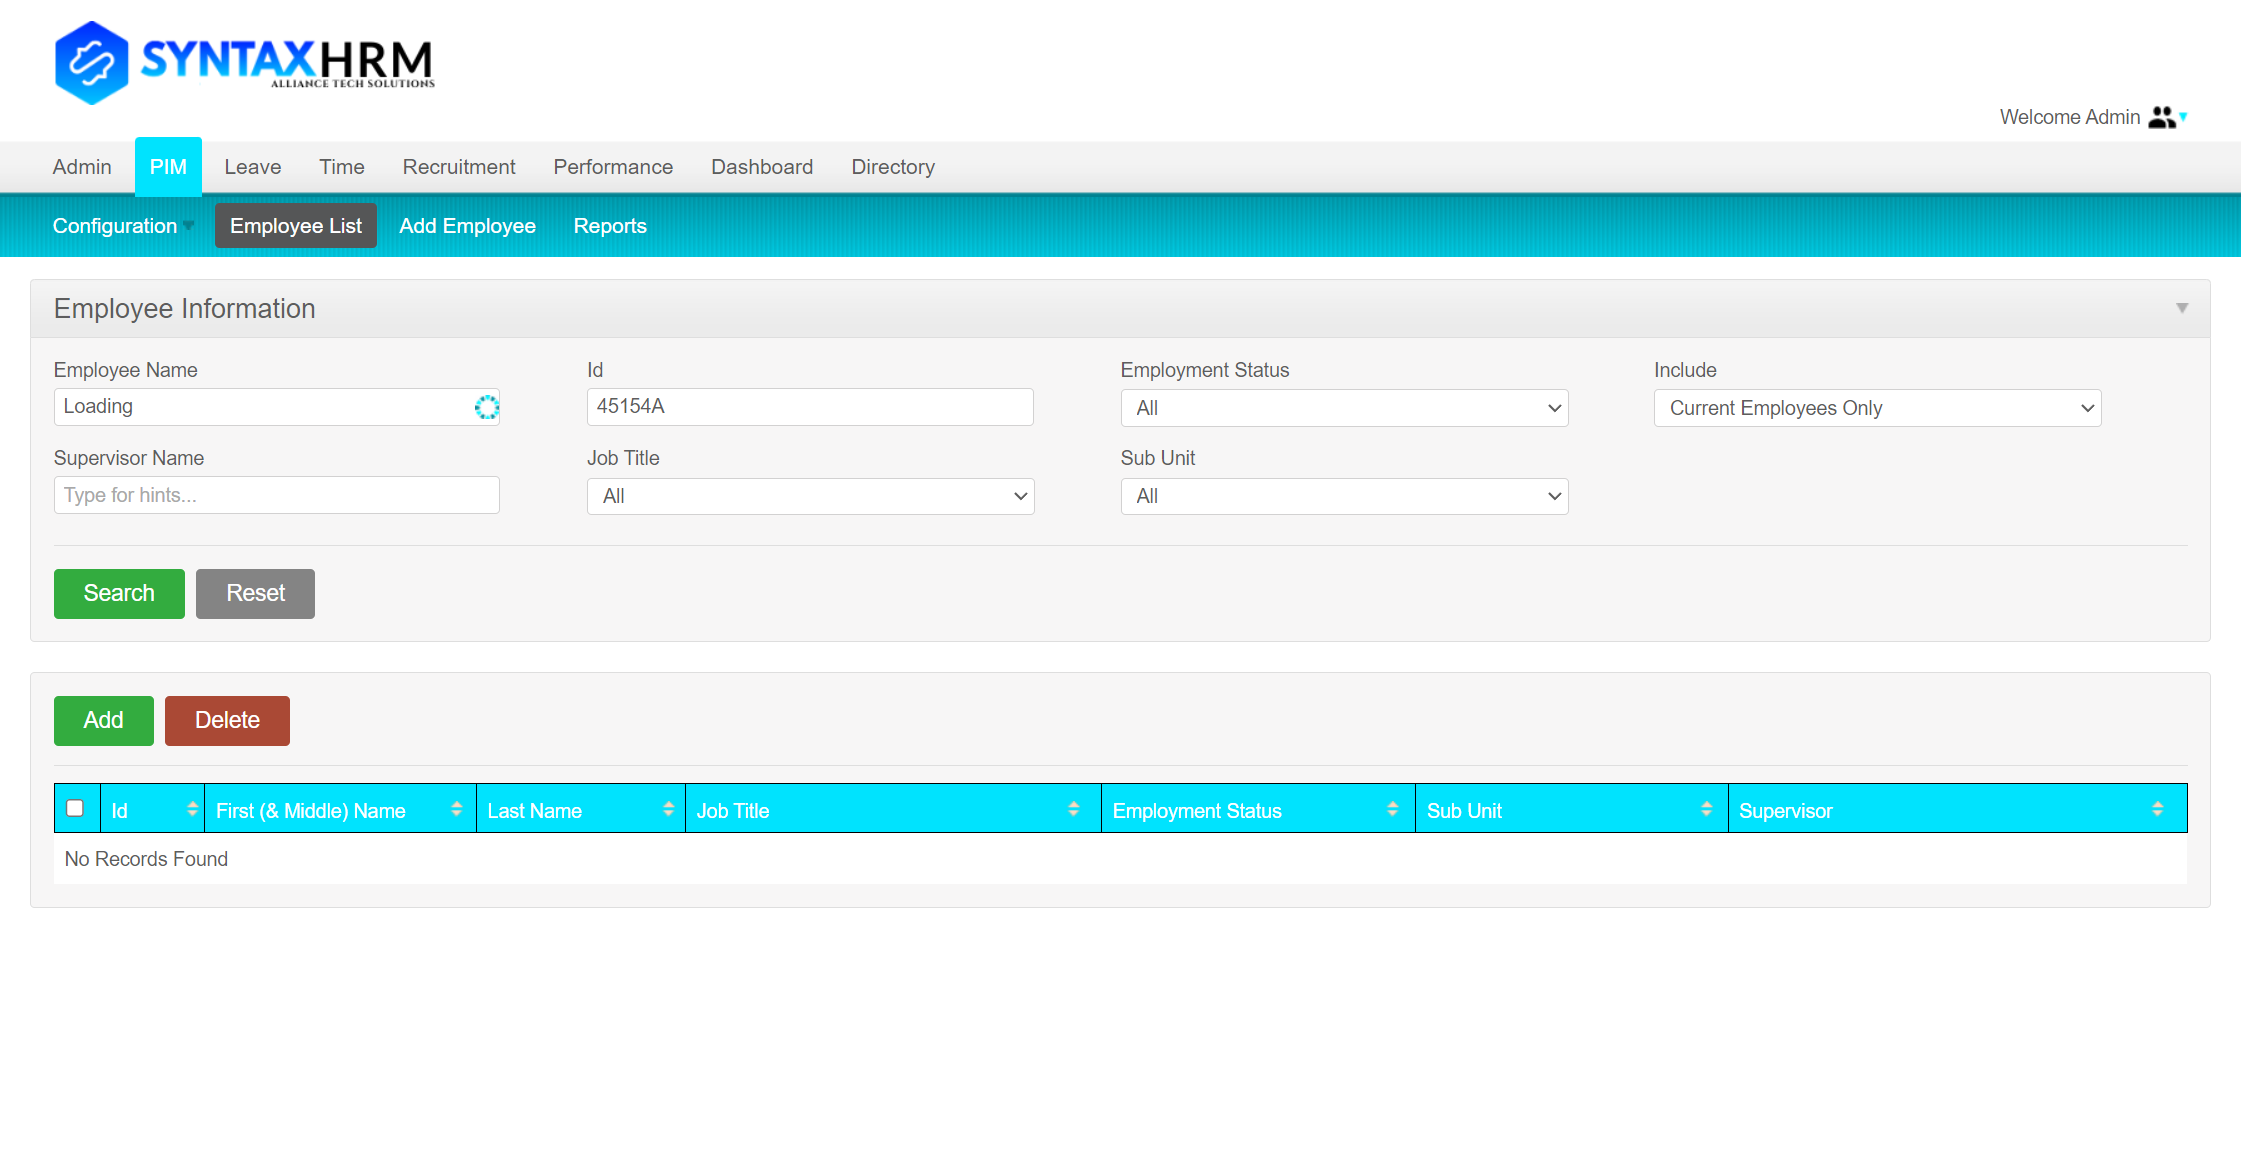 SYNTAXHRM
ALLIANCE TECH SOLUTIONS
Welcome Admin
Admin PIM Leave Time Recruitment Performance Dashboard Directory
Configuration Employee List Add Employee Reports
Employee Information
Employee Name Id Employment Status Include
Loading 45154A All Current Employees Only
Supervisor Name Job Title Sub Unit
Type for hints... All All
Search Reset
Add Delete
Id First (& Middle) Name Last Name Job Title Employment Status Sub Unit Supervisor
No Records Found